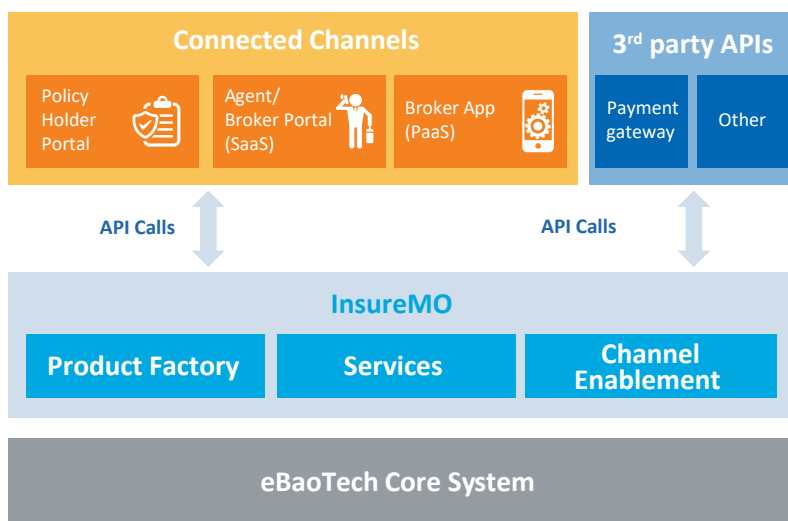 Connected Channels
3rd party APIs
Policy
Holder
Portal
Agent/
Broker Portal
(SaaS)
Broker App
(PaaS)
Payment
gateway
Other
API Calls
API Calls
InsureMO
Product Factory
Services
Channel
Enablement
eBaoTech Core System